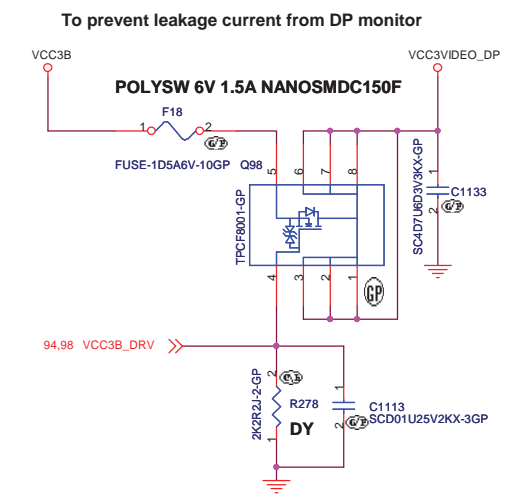 To prevent leakage current from DP monitor
VCC3B
VCC3VIDEO_DP
POLYSW 6V 1.5A NANOSMDC150F
F18
1
2
G/P
FUSE-1D5A6V-10GP
Q98
5
6
7
8
TPCF8001-GP
4
3
2
1
GP
SC4D7U6D3V3KX-GP
1
2
C1133
G/P
94,98 VCC3B_DRV
2K2R2J-2-GP
2
1
R278
DY
1
2
C1113
G/P
SCD01U25V2KX-3GP